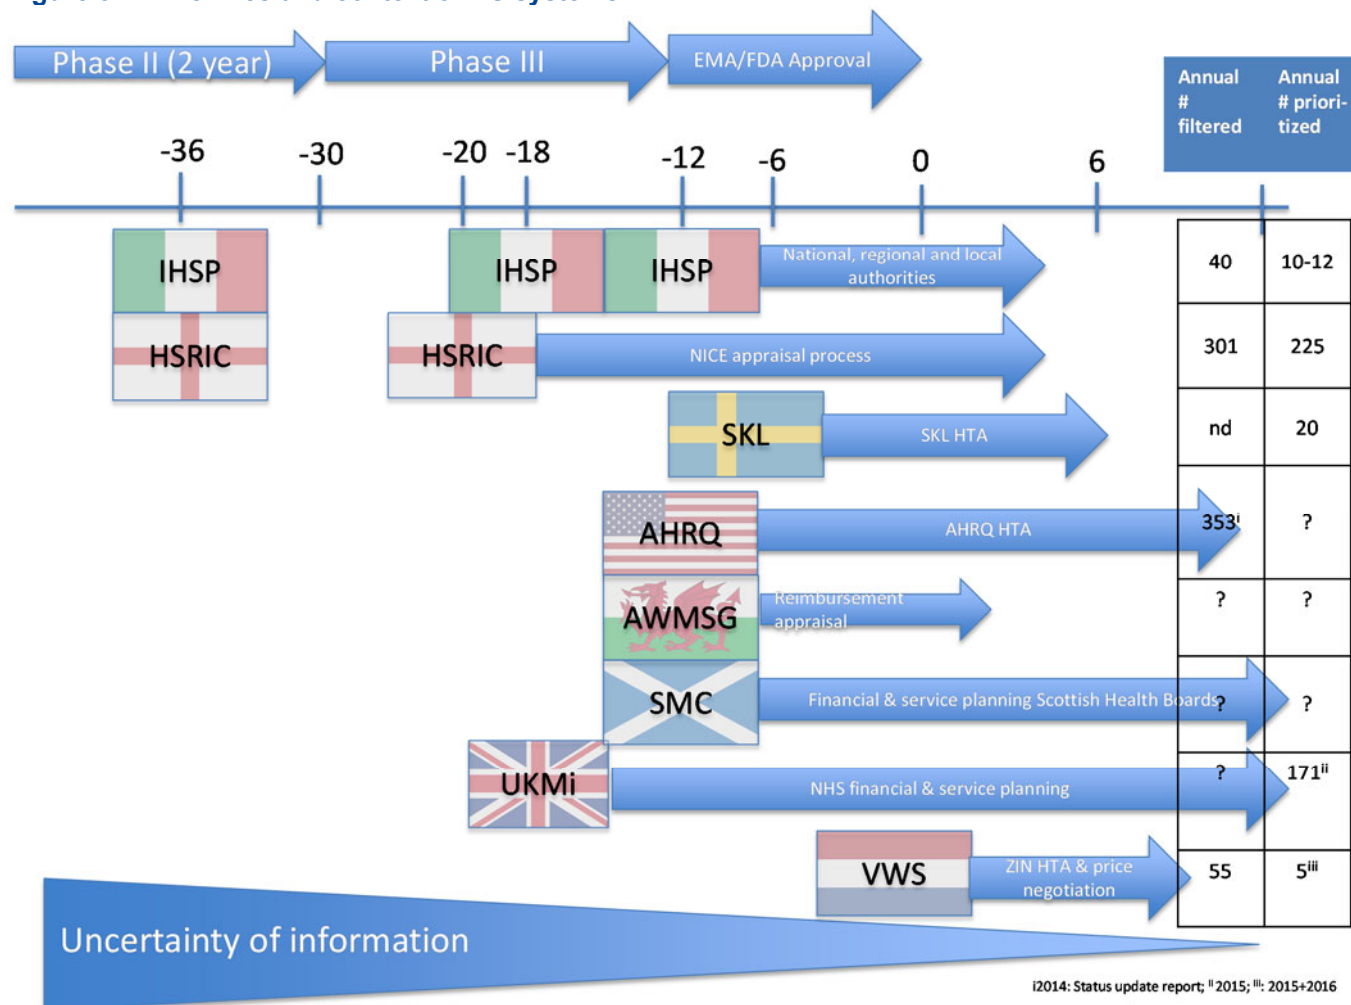 Phase II (2 year)
Phase III
EMA/FDA Approval
Annual
#
filtered
Annual
# priori-
tized
-36
-30
-20
-18
-12
-6
0
6
IHSP
IHSP
IHSP
National, regional and local
authorities
40
10-12
HSRIC
HSRIC
NICE appraisal process
301
225
SKL
SKL HTA
nd
20
AHRQ
AHRQ HTA
353ⁱ
?
AWMSG
Reimbursement
appraisal
?
?
SMC
Financial & service planning Scottish Health Boards
?
?
UKMi
NHS financial & service planning
?
171ⁱⁱ
VWS
ZIN HTA & price
negotiation
55
5ⁱⁱⁱ
Uncertainty of information
i2014: Status update report; ⁱⁱ 2015; ⁱⁱⁱ: 2015+2016